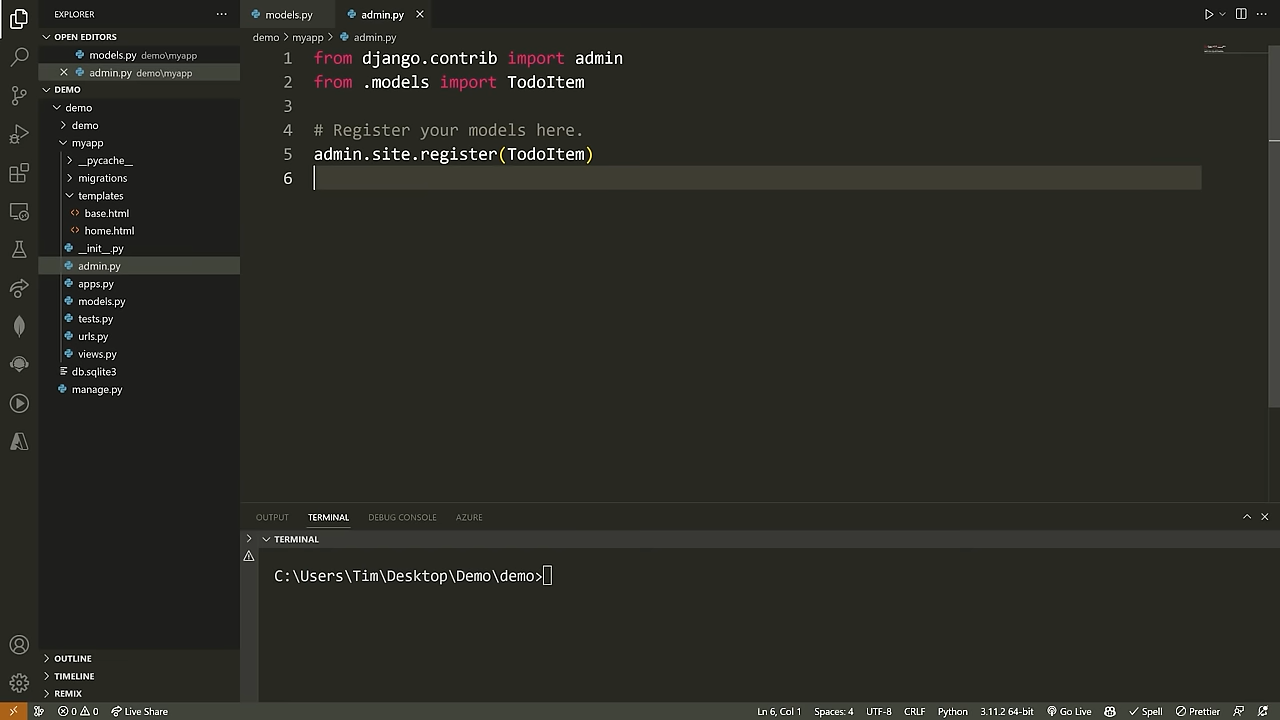 EXPLORER
···
OPEN EDITORS
models.py demo\myapp
admin.py demo\myapp
DEMO
demo
demo
myapp
__pycache__
migrations
templates
base.html
home.html
__init__.py
admin.py
apps.py
models.py
tests.py
urls.py
views.py
db.sqlite3
manage.py
OUTLINE
TIMELINE
REMIX
models.py
admin.py
demo > myapp > admin.py
1 from django.contrib import admin
2 from .models import TodoItem
3
4 # Register your models here.
5 admin.site.register(TodoItem)
6
OUTPUT TERMINAL DEBUG CONSOLE AZURE
TERMINAL
C:\Users\Tim\Desktop\Demo\demo>
0 0 Live Share Ln 6, Col 1 Spaces: 4 UTF-8 CRLF Python 3.11.2 64-bit Go Live Spell Prettier